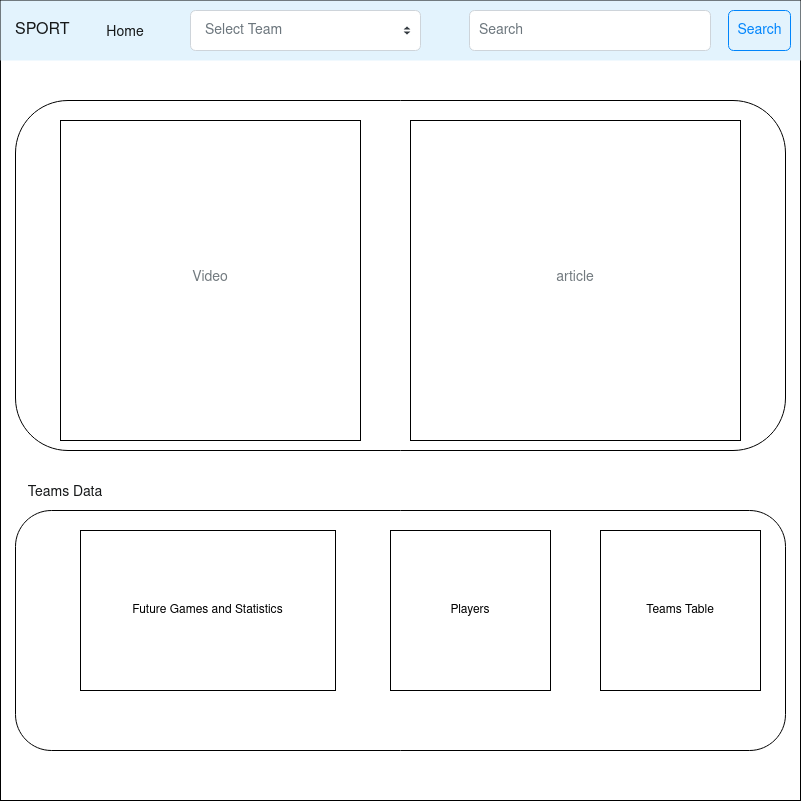 SPORT
Home
Select Team
Search
Search
Video
article
Teams Data
Future Games and Statistics
Players
Teams Table